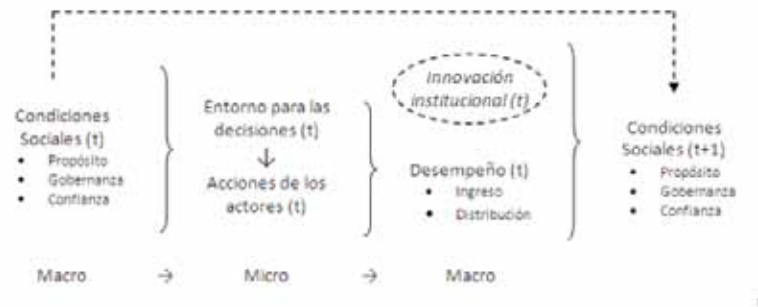 Condiciones
Sociales (t)
• Propósito
• Gobernanza
• Confianza
Entorno para las
decisiones (t)
↓
Acciones de los
actores (t)
Innovación
institucional (t)
Desempeño (t)
• Ingreso
• Distribución
Condiciones
Sociales (t+1)
• Propósito
• Gobernanza
• Confianza
Macro → Micro → Macro